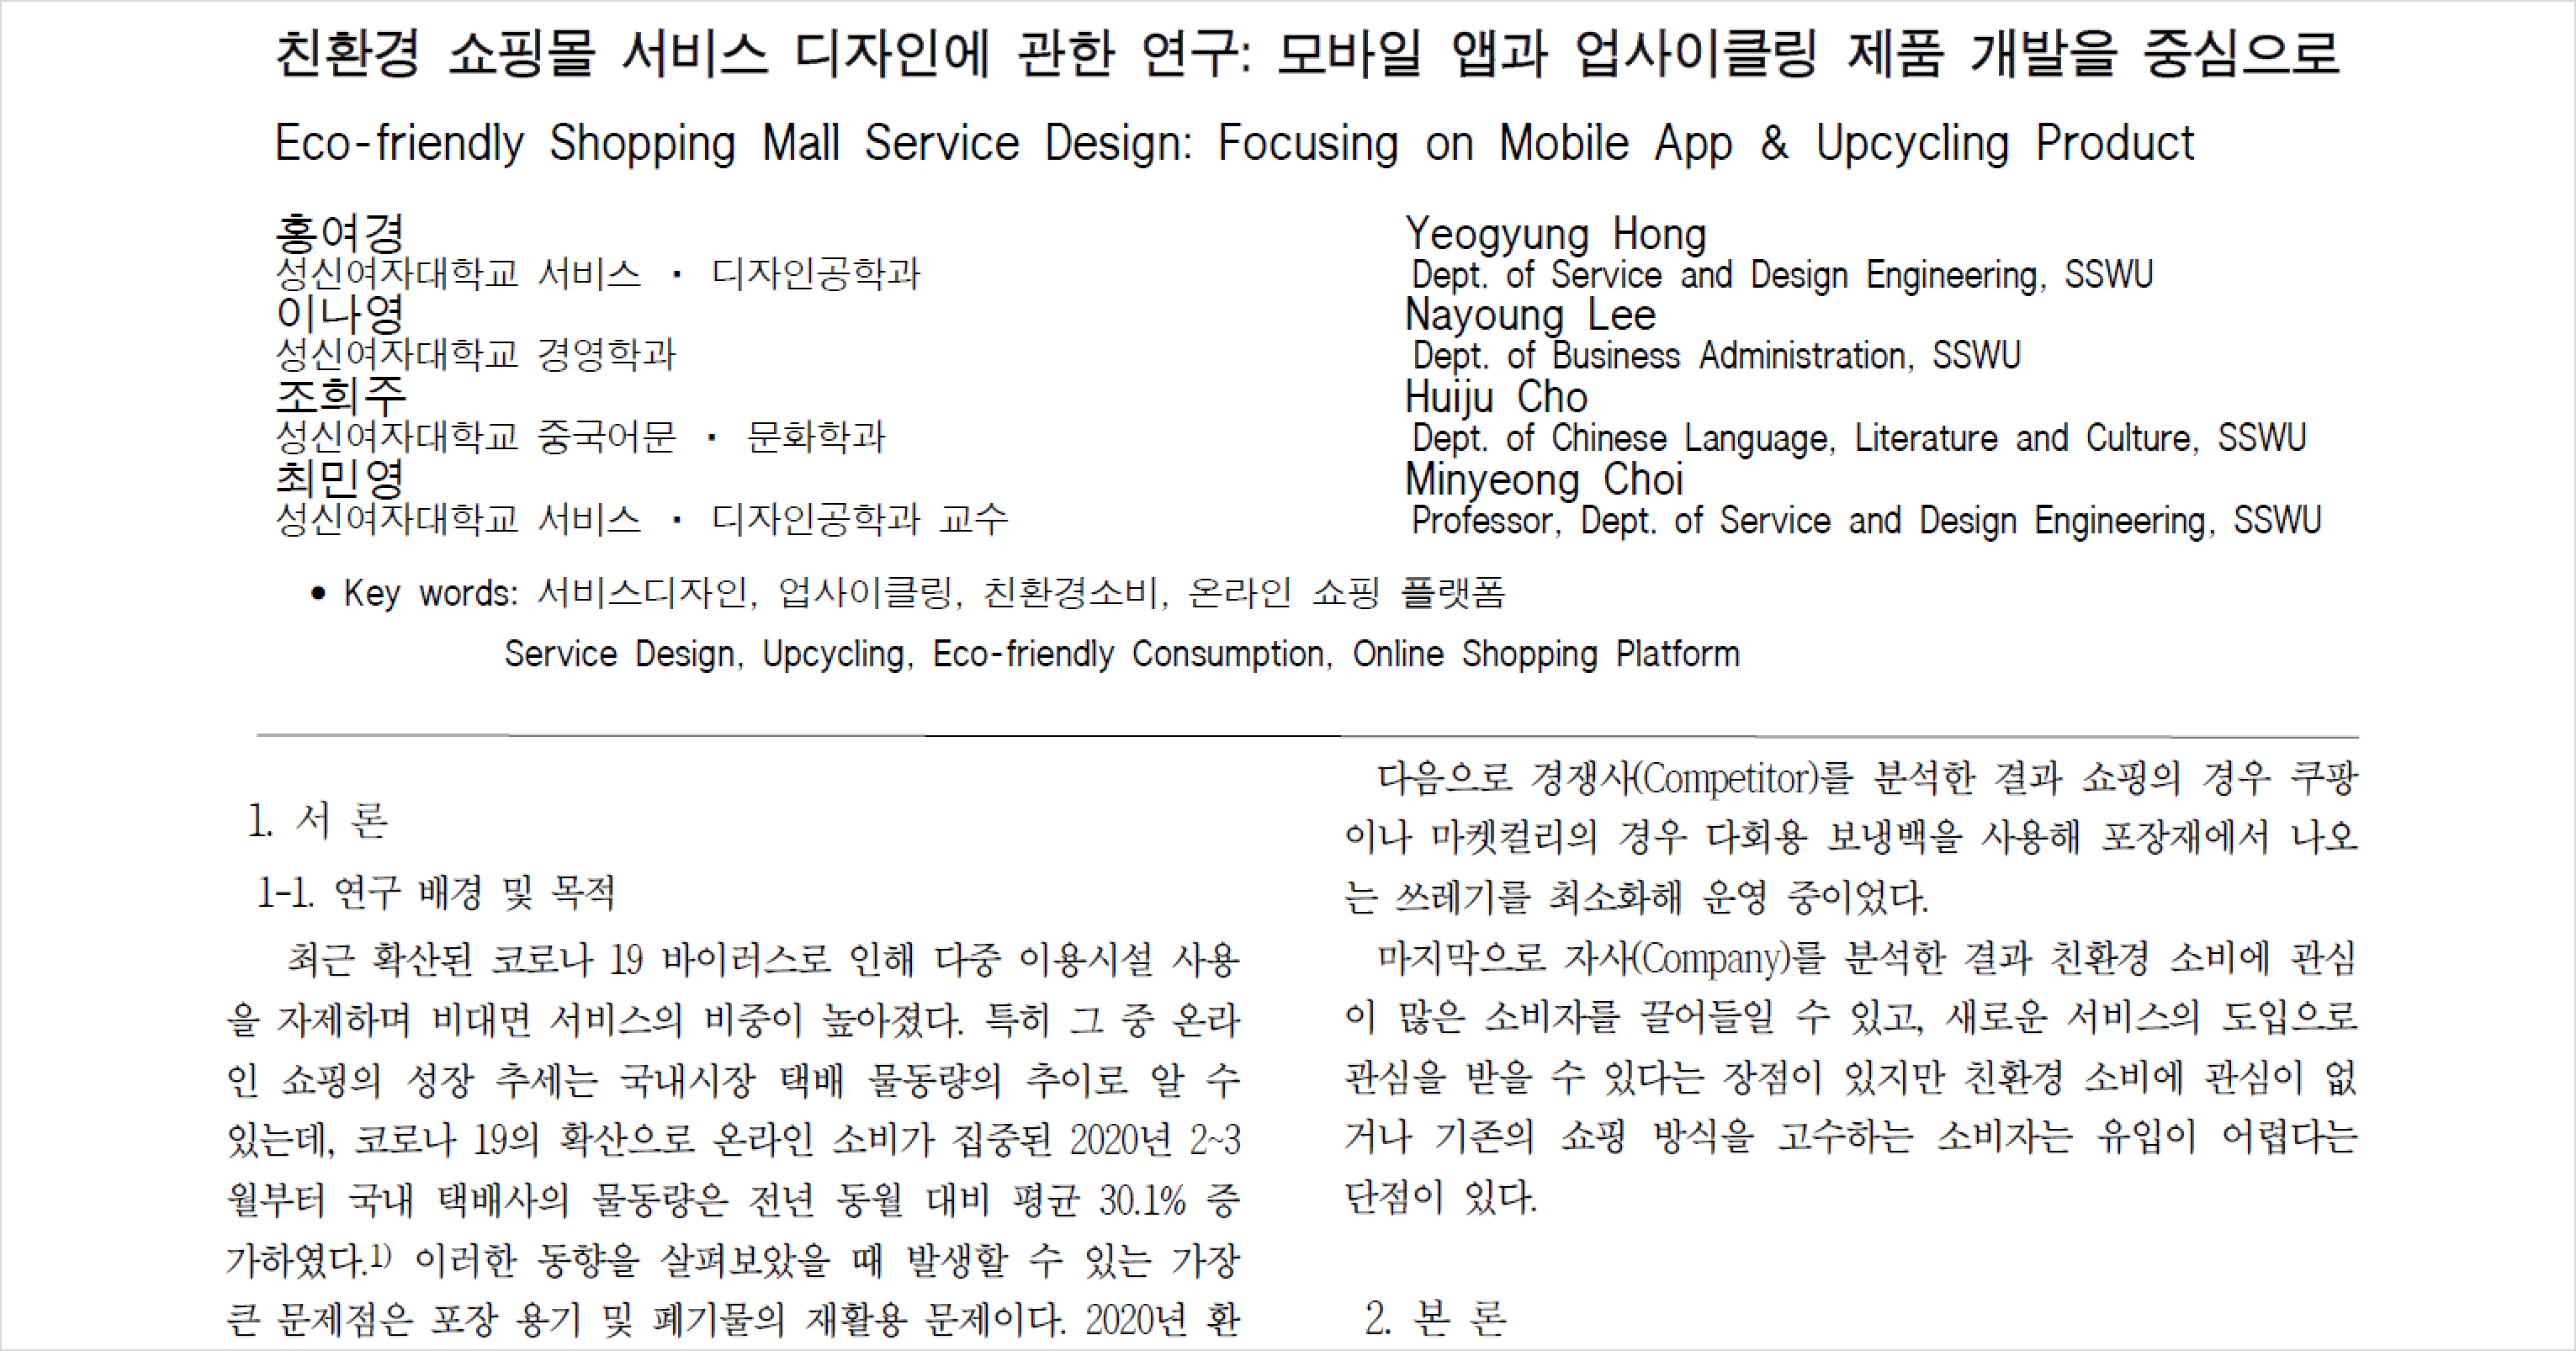 친환경 쇼핑몰 서비스 디자인에 관한 연구: 모바일 앱과 업사이클링 제품 개발을 중심으로
Eco-friendly Shopping Mall Service Design: Focusing on Mobile App & Upcycling Product
홍여경
성신여자대학교 서비스 · 디자인공학과
이나영
성신여자대학교 경영학과
조희주
성신여자대학교 중국어문 · 문화학과
최민영
성신여자대학교 서비스 · 디자인공학과 교수
Yeogyung Hong
Dept. of Service and Design Engineering, SSWU
Nayoung Lee
Dept. of Business Administration, SSWU
Huiju Cho
Dept. of Chinese Language, Literature and Culture, SSWU
Minyeong Choi
Professor, Dept. of Service and Design Engineering, SSWU
• Key words: 서비스디자인, 업사이클링, 친환경소비, 온라인 쇼핑 플랫폼
Service Design, Upcycling, Eco-friendly Consumption, Online Shopping Platform
1. 서 론
1-1. 연구 배경 및 목적
최근 확산된 코로나 19 바이러스로 인해 다중 이용시설 사용
을 자제하며 비대면 서비스의 비중이 높아졌다. 특히 그 중 온라
인 쇼핑의 성장 추세는 국내시장 택배 물동량의 추이로 알 수
있는데, 코로나 19의 확산으로 온라인 소비가 집중된 2020년 2~3
월부터 국내 택배사의 물동량은 전년 동월 대비 평균 30.1% 증
가하였다.1) 이러한 동향을 살펴보았을 때 발생할 수 있는 가장
큰 문제점은 포장 용기 및 폐기물의 재활용 문제이다. 2020년 환
다음으로 경쟁사(Competitor)를 분석한 결과 쇼핑의 경우 쿠팡
이나 마켓컬리의 경우 다회용 보냉백을 사용해 포장재에서 나오
는 쓰레기를 최소화해 운영 중이었다.
마지막으로 자사(Company)를 분석한 결과 친환경 소비에 관심
이 많은 소비자를 끌어들일 수 있고, 새로운 서비스의 도입으로
관심을 받을 수 있다는 장점이 있지만 친환경 소비에 관심이 없
거나 기존의 쇼핑 방식을 고수하는 소비자는 유입이 어렵다는
단점이 있다.
2. 본 론